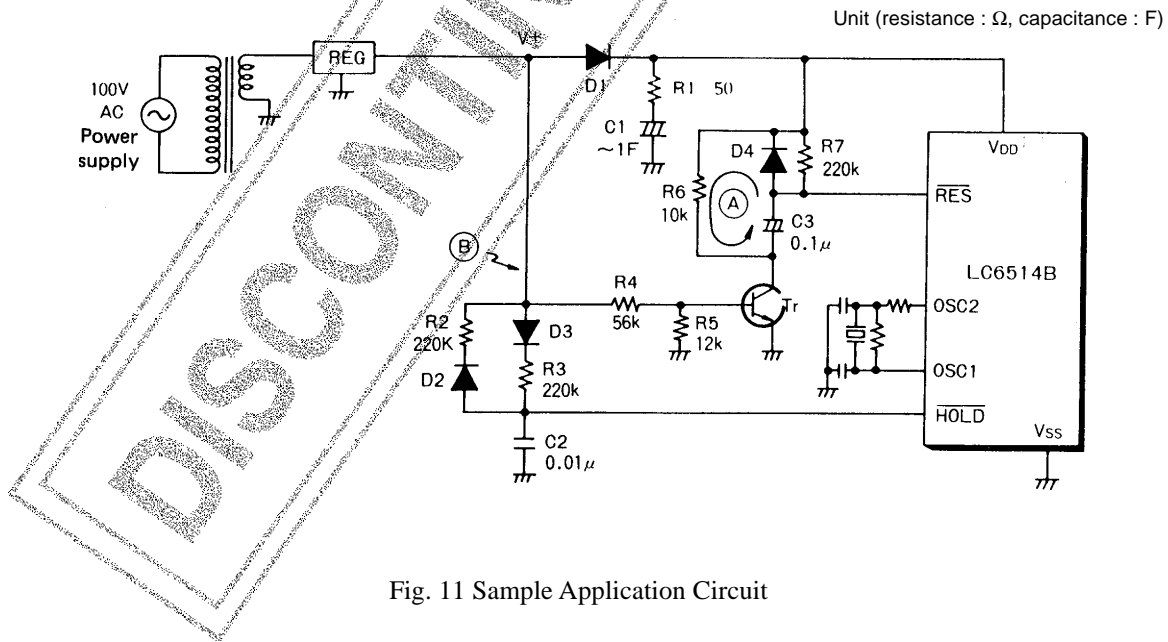 Unit (resistance : Ω, capacitance : F)
V+
REG
D1
R1 50
100V
AC
Power
supply
C1
~1F
D4
R7
220k
VDD
R6
10k
A
RES
C3
0.1μ
B
LC6514B
R4
56k
Tr
OSC2
R2
220K
D3
R5
12k
R3
220k
D2
OSC1
HOLD
C2
0.01μ
VSS
Fig. 11 Sample Application Circuit